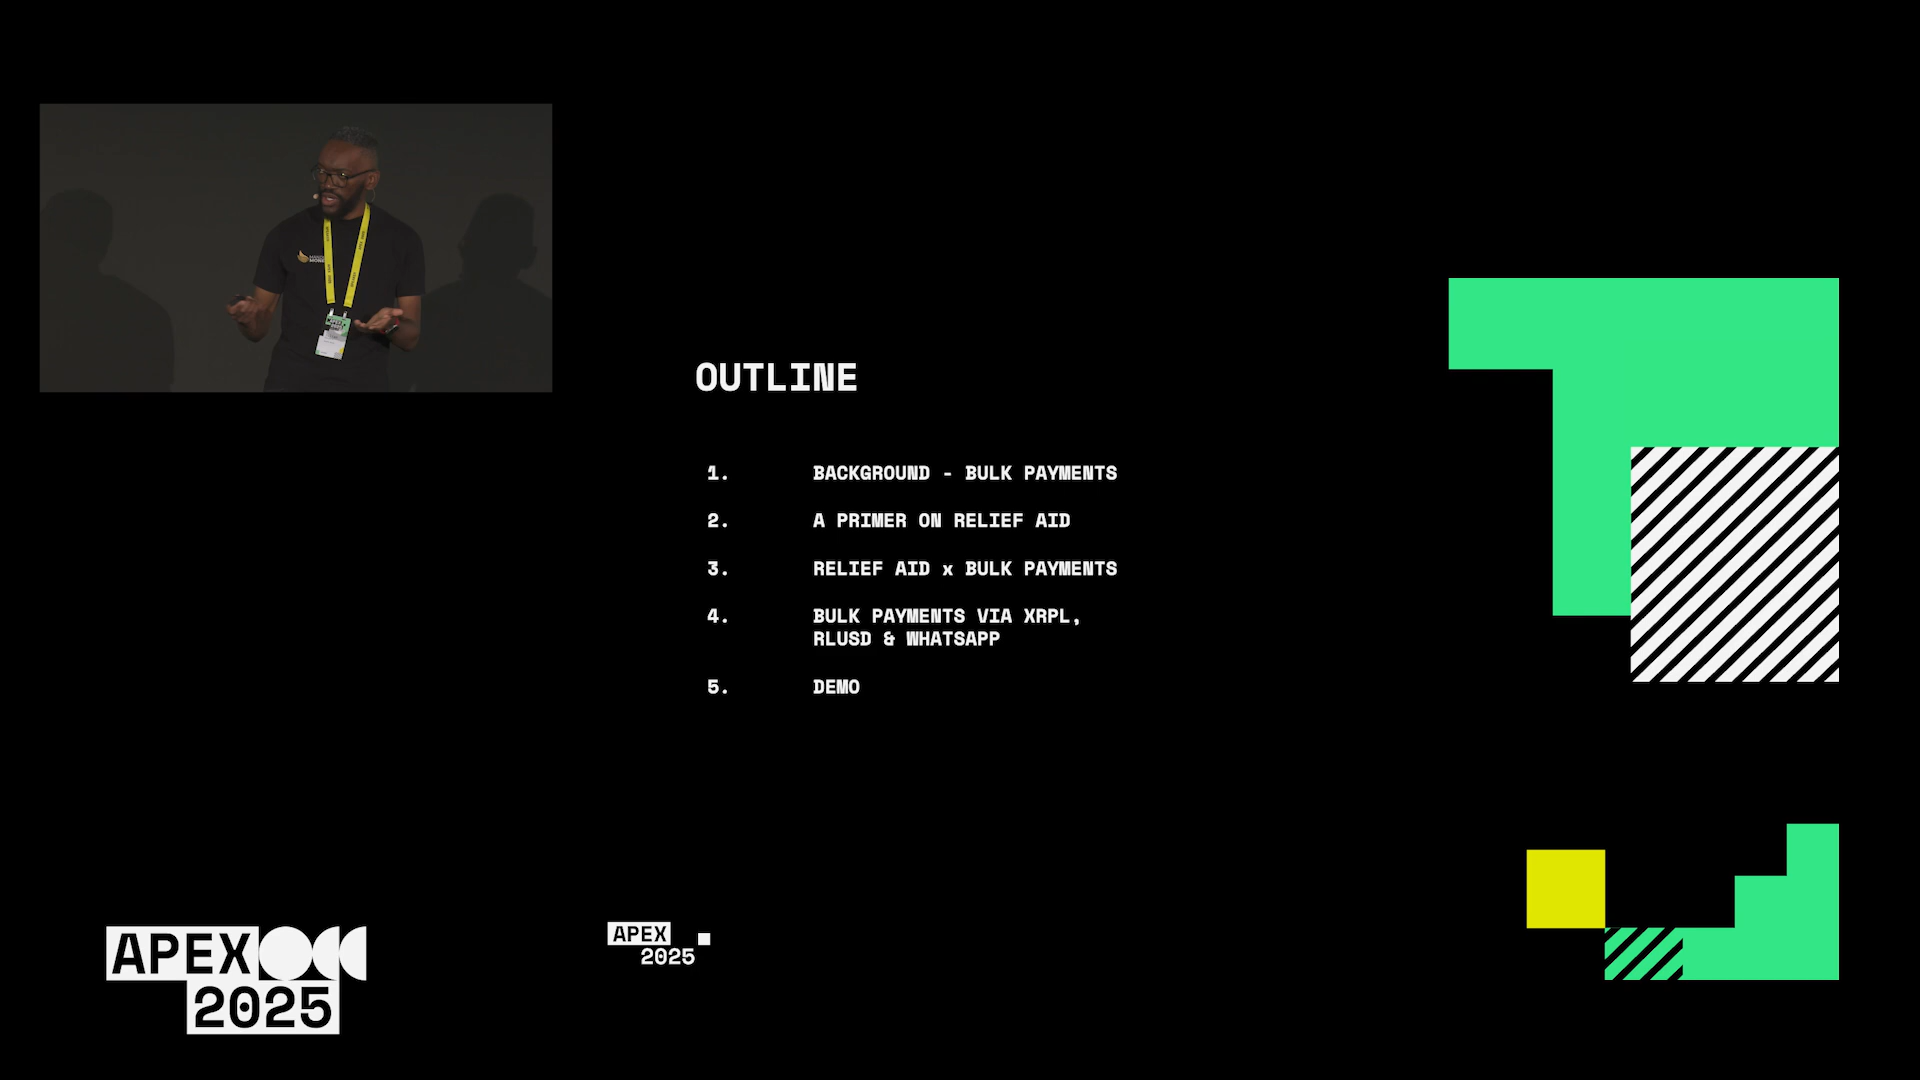 OUTLINE
1. BACKGROUND - BULK PAYMENTS
2. A PRIMER ON RELIEF AID
3. RELIEF AID x BULK PAYMENTS
4. BULK PAYMENTS VIA XRPL,
RLUSD & WHATSAPP
5. DEMO
APEX
2025
APEX
2025